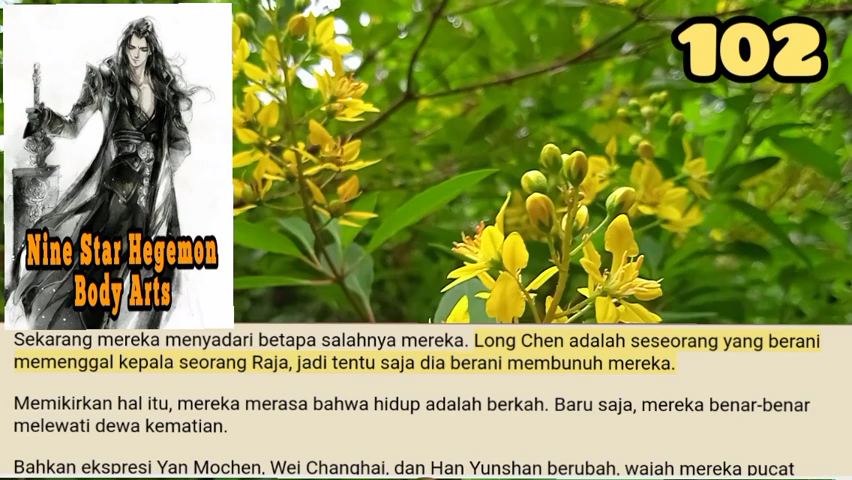 102
Nine Star Hegemon
Body Arts
Sekarang mereka menyadari betapa salahnya mereka. Long Chen adalah seseorang yang berani
memenggal kepala seorang Raja, jadi tentu saja dia berani membunuh mereka.
Memikirkan hal itu, mereka merasa bahwa hidup adalah berkah. Baru saja, mereka benar-benar
melewati dewa kematian.
Bahkan ekspresi Yan Mochen, Wei Changhai, dan Han Yunshan berubah, wajah mereka pucat